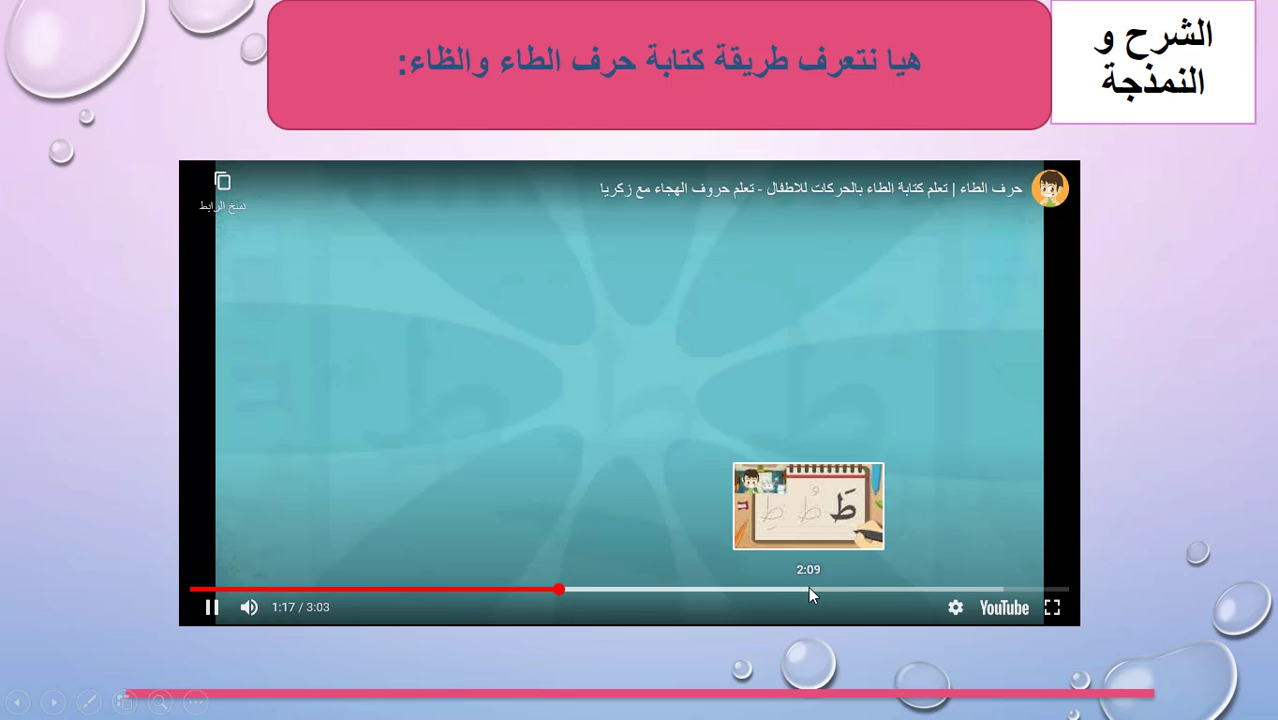 الشرح و
النمذجة
هيا نتعرف طريقة كتابة حرف الطاء والظاء:
حرف الطاء | تعلم كتابة الطاء بالحركات للاطفال - تعلم حروف الهجاء مع زكريا
نسخ الرابط
طَ طُ طِ
2:09
1:17 / 3:03
YouTube